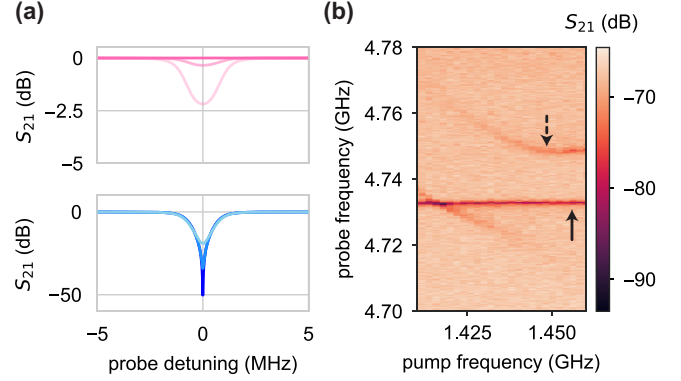 (a)
S21 (dB)
0
−2.5
−5
S21 (dB)
0
−50
−5
0
5
probe detuning (MHz)
(b)
S21 (dB)
4.78
4.76
4.74
4.72
4.70
probe frequency (GHz)
1.425
1.450
pump frequency (GHz)
−70
−80
−90